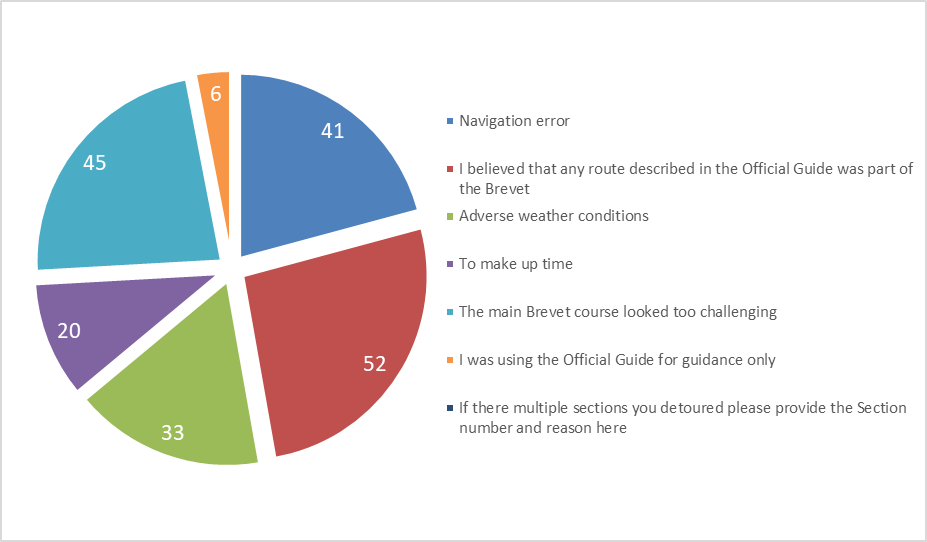 6
41
45
20
52
33
Navigation error
I believed that any route described in the Official Guide was part of
the Brevet
Adverse weather conditions
To make up time
The main Brevet course looked too challenging
I was using the Official Guide for guidance only
If there multiple sections you detoured please provide the Section
number and reason here